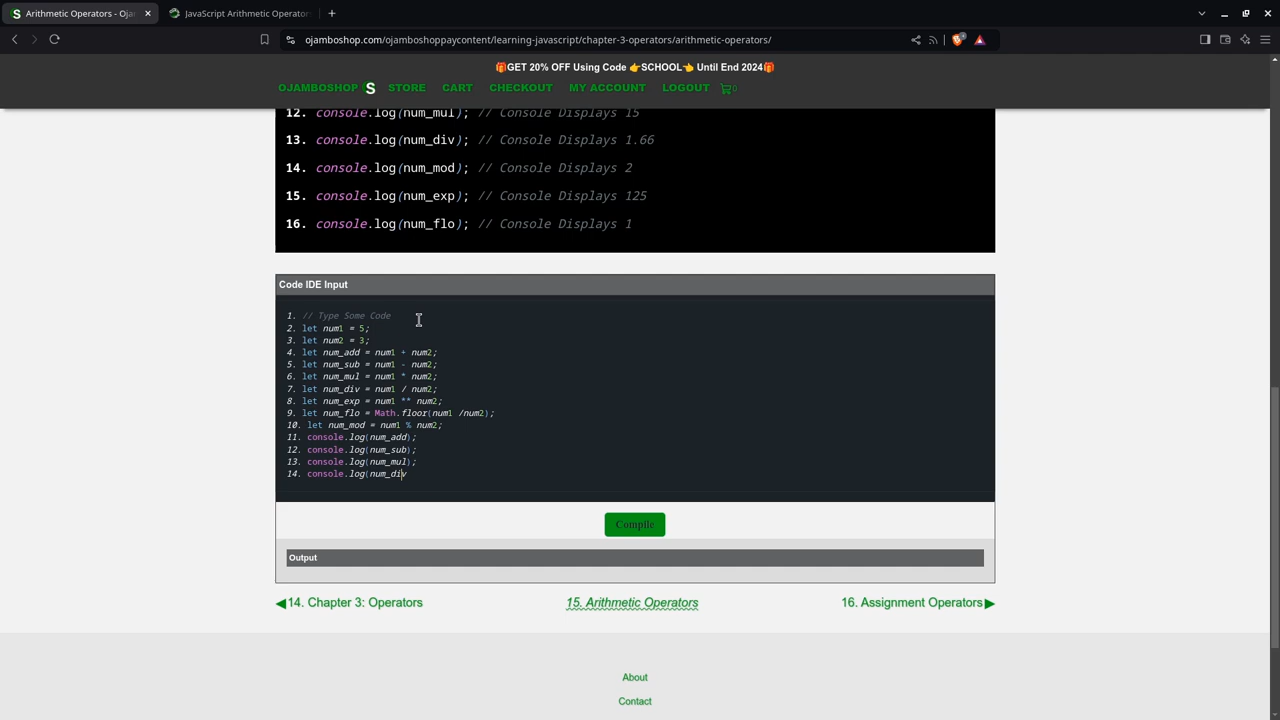 Arithmetic Operators - Oja
JavaScript Arithmetic Operator
ojamboshop.com/ojamboshoppaycontent/learning-javascript/chapter-3-operators/arithmetic-operators/
🎁GET 20% OFF Using Code 👉SCHOOL👈 Until End 2024🎁
OJAMBOSHOP S STORE CART CHECKOUT MY ACCOUNT LOGOUT 0
12. console.log(num_mul); // Console Displays 15
13. console.log(num_div); // Console Displays 1.66
14. console.log(num_mod); // Console Displays 2
15. console.log(num_exp); // Console Displays 125
16. console.log(num_flo); // Console Displays 1
Code IDE Input
1. // Type Some Code
2. let num1 = 5;
3. let num2 = 3;
4. let num_add = num1 + num2;
5. let num_sub = num1 - num2;
6. let num_mul = num1 * num2;
7. let num_div = num1 / num2;
8. let num_exp = num1 ** num2;
9. let num_flo = Math.floor(num1 /num2);
10. let num_mod = num1 % num2;
11. console.log(num_add);
12. console.log(num_sub);
13. console.log(num_mul);
14. console.log(num_div
Compile
Output
◀14. Chapter 3: Operators
15. Arithmetic Operators
16. Assignment Operators▶
About
Contact